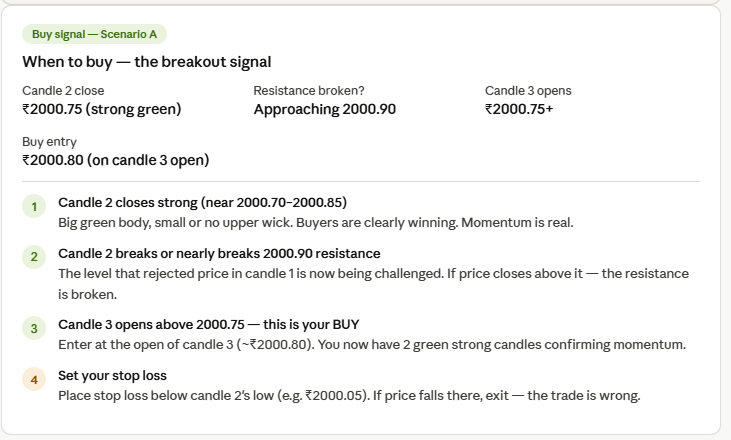 Buy signal — Scenario A
When to buy — the breakout signal
Candle 2 close
₹2000.75 (strong green)
Resistance broken?
Approaching 2000.90
Candle 3 opens
₹2000.75+
Buy entry
₹2000.80 (on candle 3 open)
1
Candle 2 closes strong (near 2000.70–2000.85)
Big green body, small or no upper wick. Buyers are clearly winning. Momentum is real.
2
Candle 2 breaks or nearly breaks 2000.90 resistance
The level that rejected price in candle 1 is now being challenged. If price closes above it — the resistance
is broken.
3
Candle 3 opens above 2000.75 — this is your BUY
Enter at the open of candle 3 (~₹2000.80). You now have 2 green strong candles confirming momentum.
4
Set your stop loss
Place stop loss below candle 2's low (e.g. ₹2000.05). If price falls there, exit — the trade is wrong.